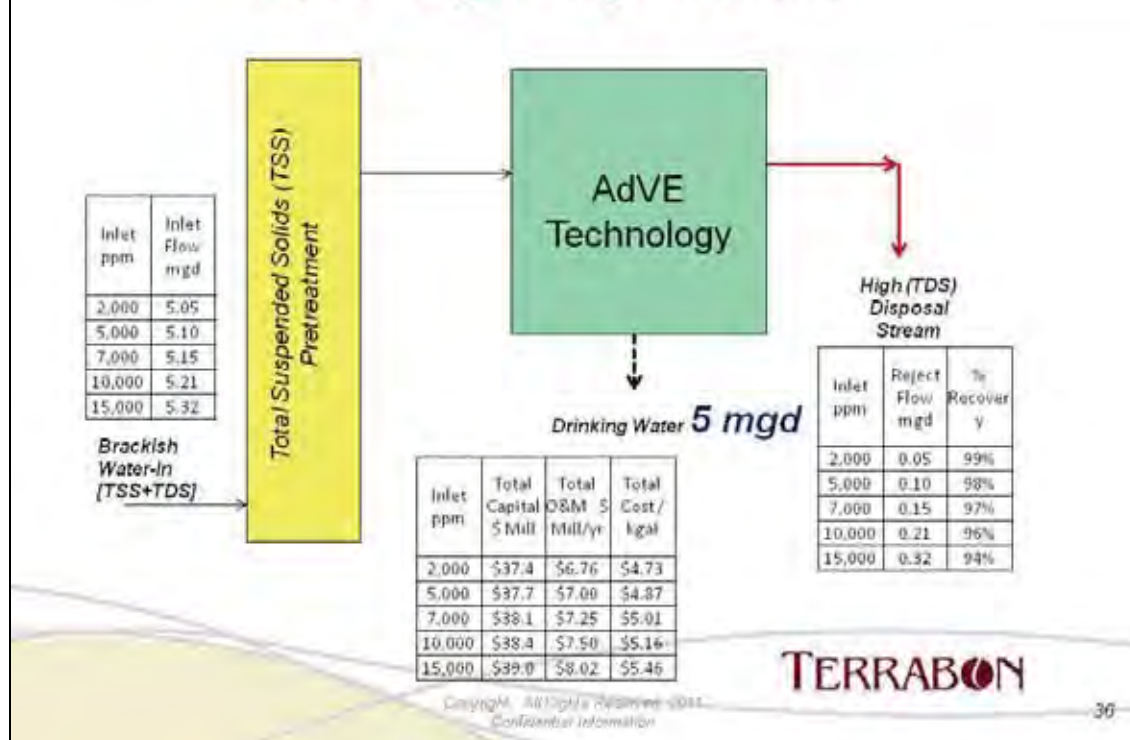 Total Suspended Solids (TSS)
Pretreatment
AdVE
Technology
Inlet
ppm
Inlet
Flow
mgd
2,000 5.05
5,000 5.10
7,000 5.15
10,000 5.21
15,000 5.32
Brackish
Water-In
[TSS+TDS]
High (TDS)
Disposal
Stream
Inlet
ppm
Reject
Flow
mgd
%
Recover
y
2,000 0.05 99%
5,000 0.10 98%
7,000 0.15 97%
10,000 0.21 96%
15,000 0.32 94%
Drinking Water 5 mgd
Inlet
ppm
Total
Capital
$ Mill
Total
O&M $
Mill/yr
Total
Cost/
kgal
2,000 $37.4 $6.76 $4.73
5,000 $37.7 $7.00 $4.87
7,000 $38.1 $7.25 $5.01
10,000 $38.4 $7.50 $5.16
15,000 $39.0 $8.02 $5.46
TERRABON
Copyright. All Rights Reserved 2011
Confidential Information
36